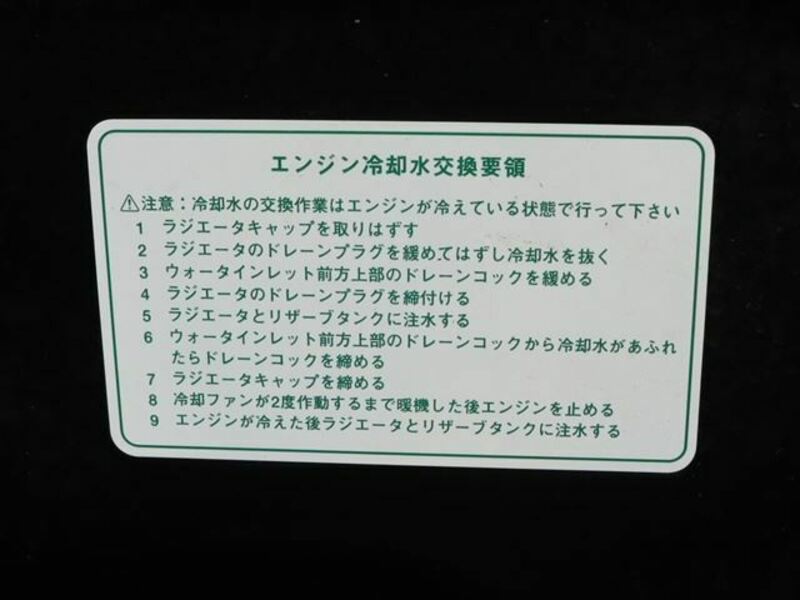 エンジン冷却水交換要領
⚠注意：冷却水の交換作業はエンジンが冷えている状態で行って下さい
1 ラジエータキャップを取りはずす
2 ラジエータのドレーンプラグを緩めてはずし冷却水を抜く
3 ウォータインレット前方上部のドレーンコックを緩める
4 ラジエータのドレーンプラグを締付ける
5 ラジエータとリザーブタンクに注水する
6 ウォータインレット前方上部のドレーンコックから冷却水があふれ
たらドレーンコックを締める
7 ラジエータキャップを締める
8 冷却ファンが2度作動するまで暖機した後エンジンを止める
9 エンジンが冷えた後ラジエータとリザーブタンクに注水する